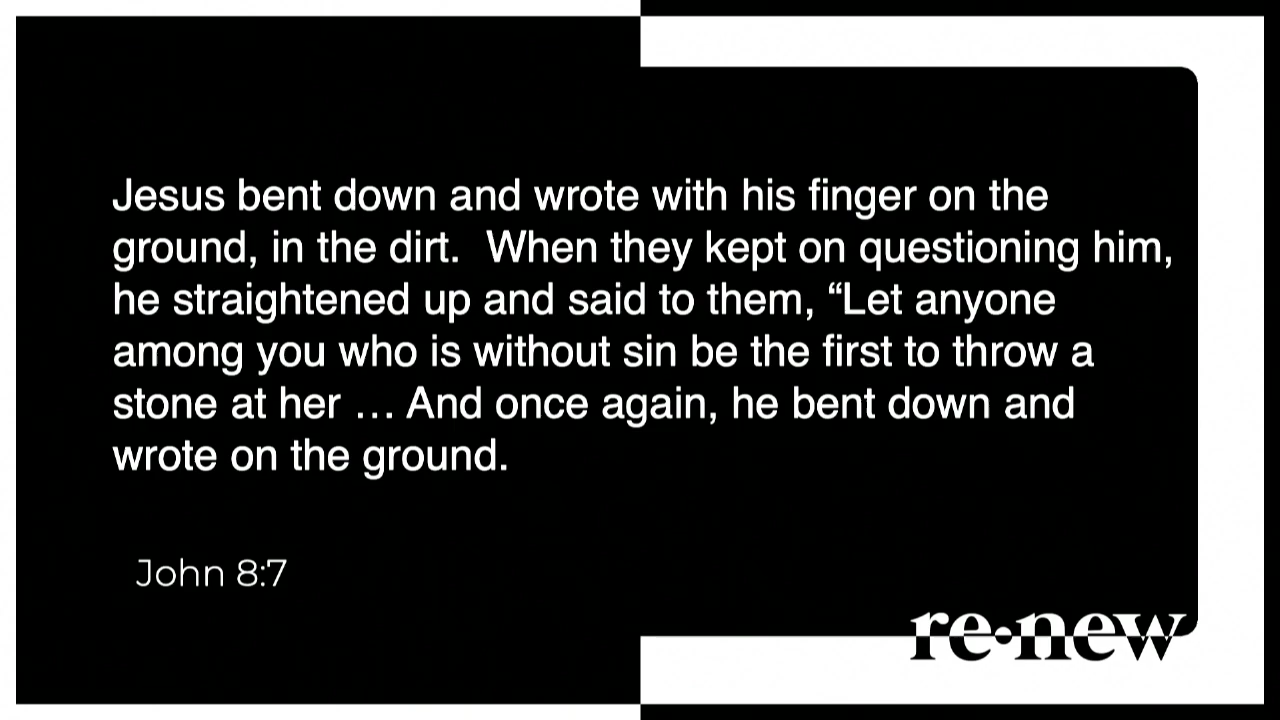 Jesus bent down and wrote with his finger on the
ground, in the dirt.  When they kept on questioning him,
he straightened up and said to them, “Let anyone
among you who is without sin be the first to throw a
stone at her … And once again, he bent down and
wrote on the ground.
John 8:7
re•new